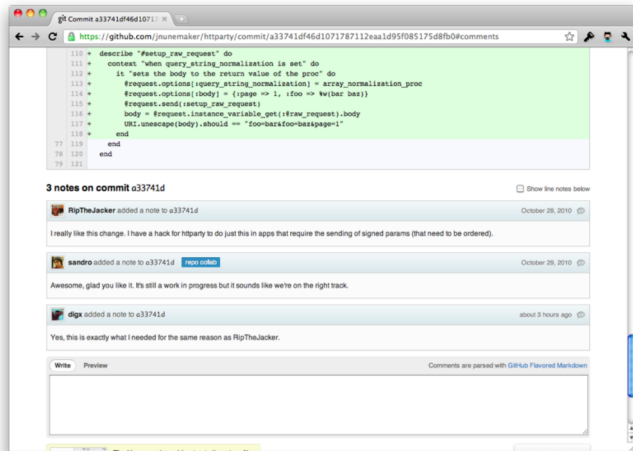 git Commit a33741df46d10717
https://github.com/jnunemaker/httparty/commit/a33741df46d1071787112eaa1d95f085175d8fb0#comments
110 + describe "#setup_raw_request" do
111 + context "when query_string_normalization is set" do
112 + it "sets the body to the return value of the proc" do
113 + @request.options[:query_string_normalization] = array_normalization_proc
114 + @request.options[:body] = {:page => 1, :foo => %w(bar baz)}
115 + @request.send(:setup_raw_request)
116 + body = @request.instance_variable_get(:@raw_request).body
117 + URI.unescape(body).should == "foo=bar&foo=baz&page=1"
118 + end
77 119 end
78 120 end
79 121
3 notes on commit a33741d
Show line notes below
RipTheJacker added a note to a33741d October 28, 2010
I really like this change. I have a hack for httparty to do just this in apps that require the sending of signed params (that need to be ordered).
sandro added a note to a33741d repo collab October 29, 2010
Awesome, glad you like it. It's still a work in progress but it sounds like we're on the right track.
digx added a note to a33741d about 3 hours ago
Yes, this is exactly what I needed for the same reason as RipTheJacker.
Write Preview Comments are parsed with GitHub Flavored Markdown